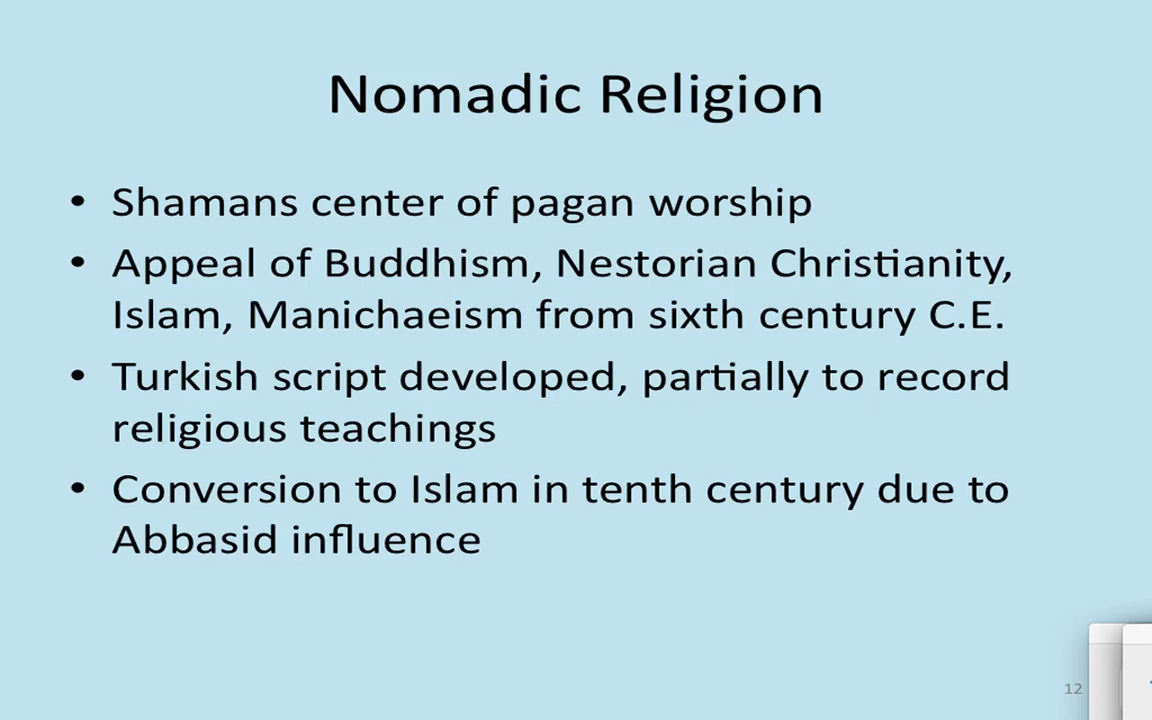 Nomadic Religion
• Shamans center of pagan worship
• Appeal of Buddhism, Nestorian Christianity,
Islam, Manichaeism from sixth century C.E.
• Turkish script developed, partially to record
religious teachings
• Conversion to Islam in tenth century due to
Abbasid influence
12